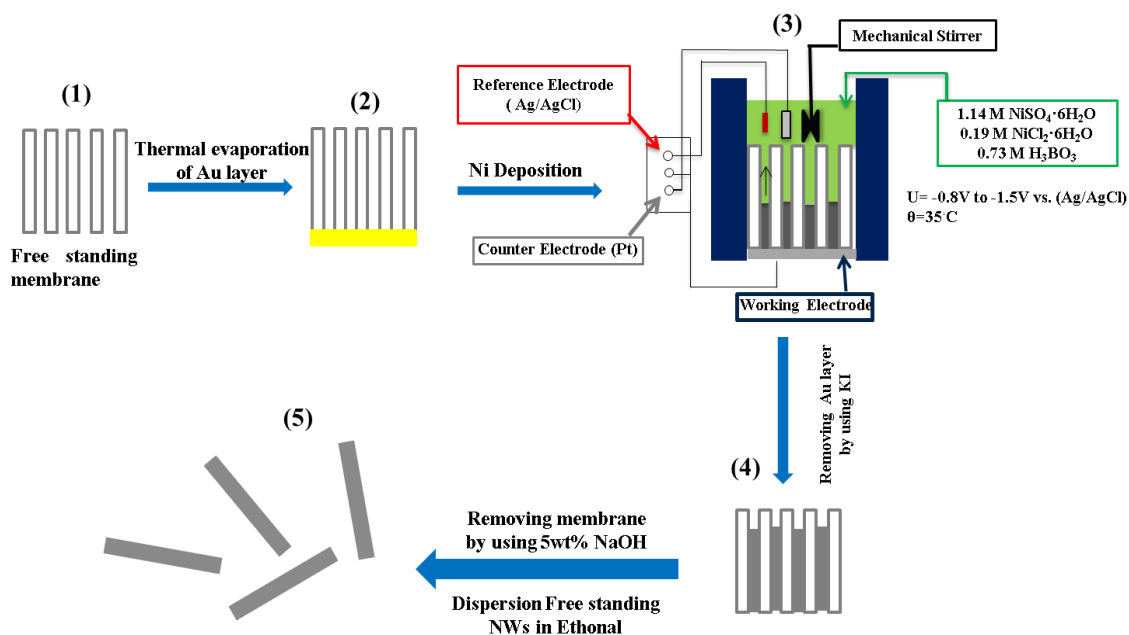 (1)
Free standing
membrane
Thermal evaporation
of Au layer
(2)
Ni Deposition
(3)
Reference Electrode
( Ag/AgCl)
Counter Electrode (Pt)
Mechanical Stirrer
1.14 M NiSO₄·6H₂O
0.19 M NiCl₂·6H₂O
0.73 M H₃BO₃
U= -0.8V to -1.5V vs. (Ag/AgCl)
θ=35°C
Working Electrode
Removing Au layer
by using KI
(4)
Removing membrane
by using 5wt% NaOH
Dispersion Free standing
NWs in Ethonal
(5)